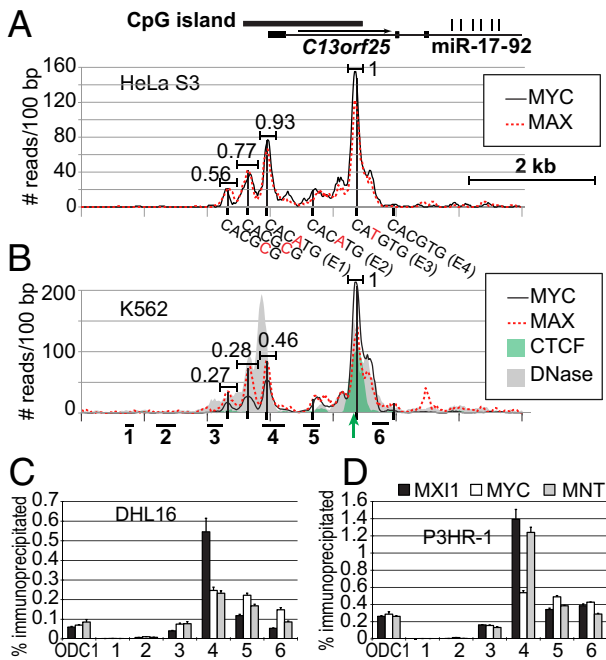 A
CpG island
C13orf25
miR-17-92
HeLa S3
1
0.93
0.77
0.56
160
120
80
40
0
# reads/100 bp
MYC
MAX
2 kb
CACGCG
CACGCG
CACATG (E1)
CACATG (E2)
CATGTG (E3)
CACGTG (E4)
B
K562
1
0.46
0.28
0.27
200
100
0
# reads/100 bp
MYC
MAX
CTCF
DNase
1 2 3 4 5 6
C
DHL16
0.7
0.6
0.5
0.4
0.3
0.2
0.1
0
% immunoprecipitated
ODC1 1 2 3 4 5 6
D
MXI1 MYC MNT
P3HR-1
1.6
1.4
1.2
1.0
0.8
0.6
0.4
0.2
0
% immunoprecipitated
ODC1 1 2 3 4 5 6